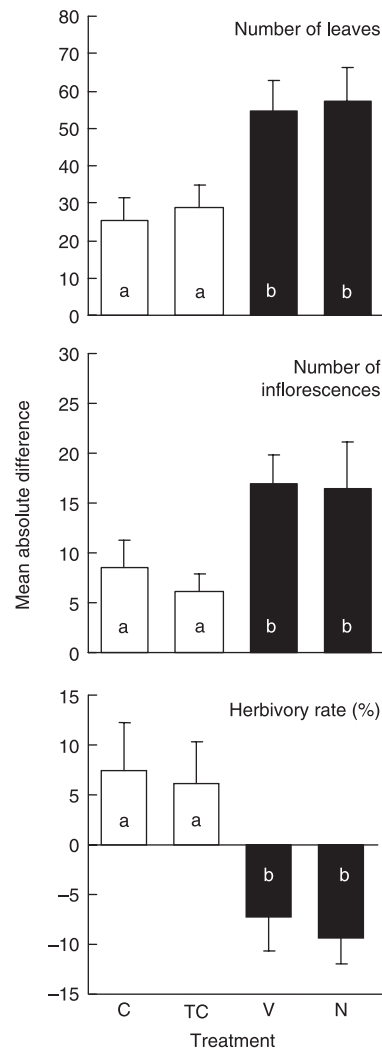 Number of leaves
80
70
60
50
40
30
20
10
0
a
a
b
b
Number of
inflorescences
30
25
20
15
10
5
0
a
a
b
b
Mean absolute difference
Herbivory rate (%)
15
10
5
0
−5
−10
−15
a
a
b
b
C
TC
V
N
Treatment